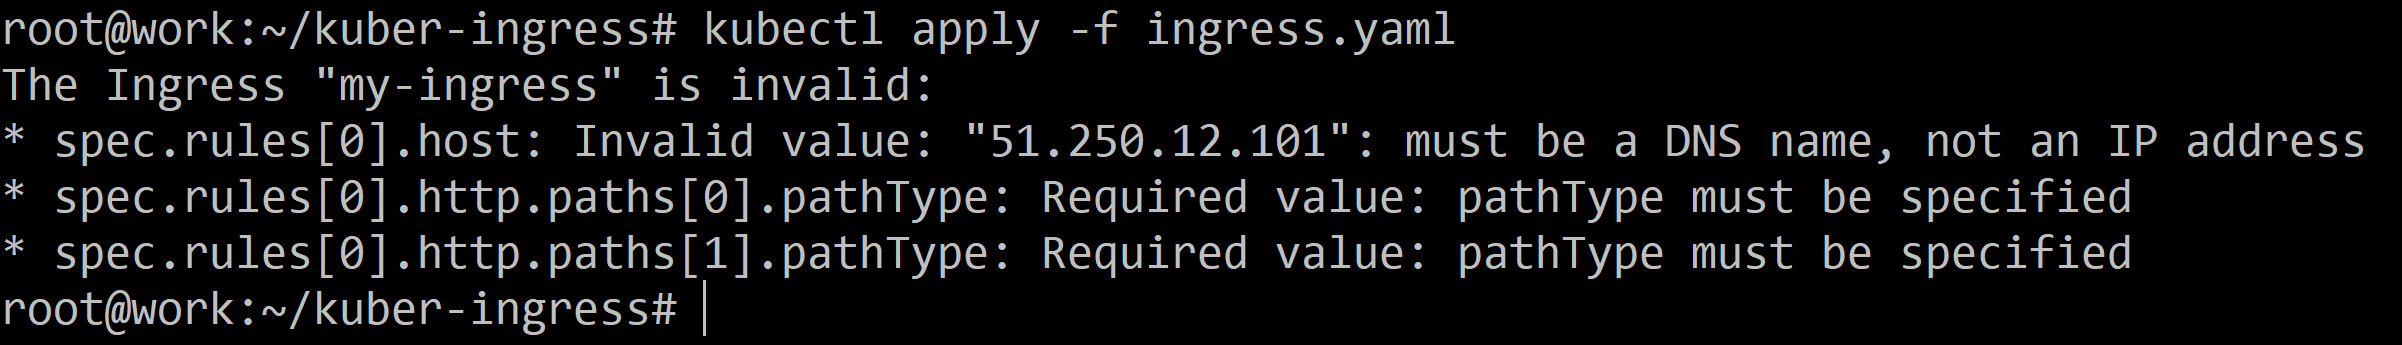 root@work:~/kuber-ingress# kubectl apply -f ingress.yaml
The Ingress "my-ingress" is invalid:
* spec.rules[0].host: Invalid value: "51.250.12.101": must be a DNS name, not an IP address
* spec.rules[0].http.paths[0].pathType: Required value: pathType must be specified
* spec.rules[0].http.paths[1].pathType: Required value: pathType must be specified
root@work:~/kuber-ingress#